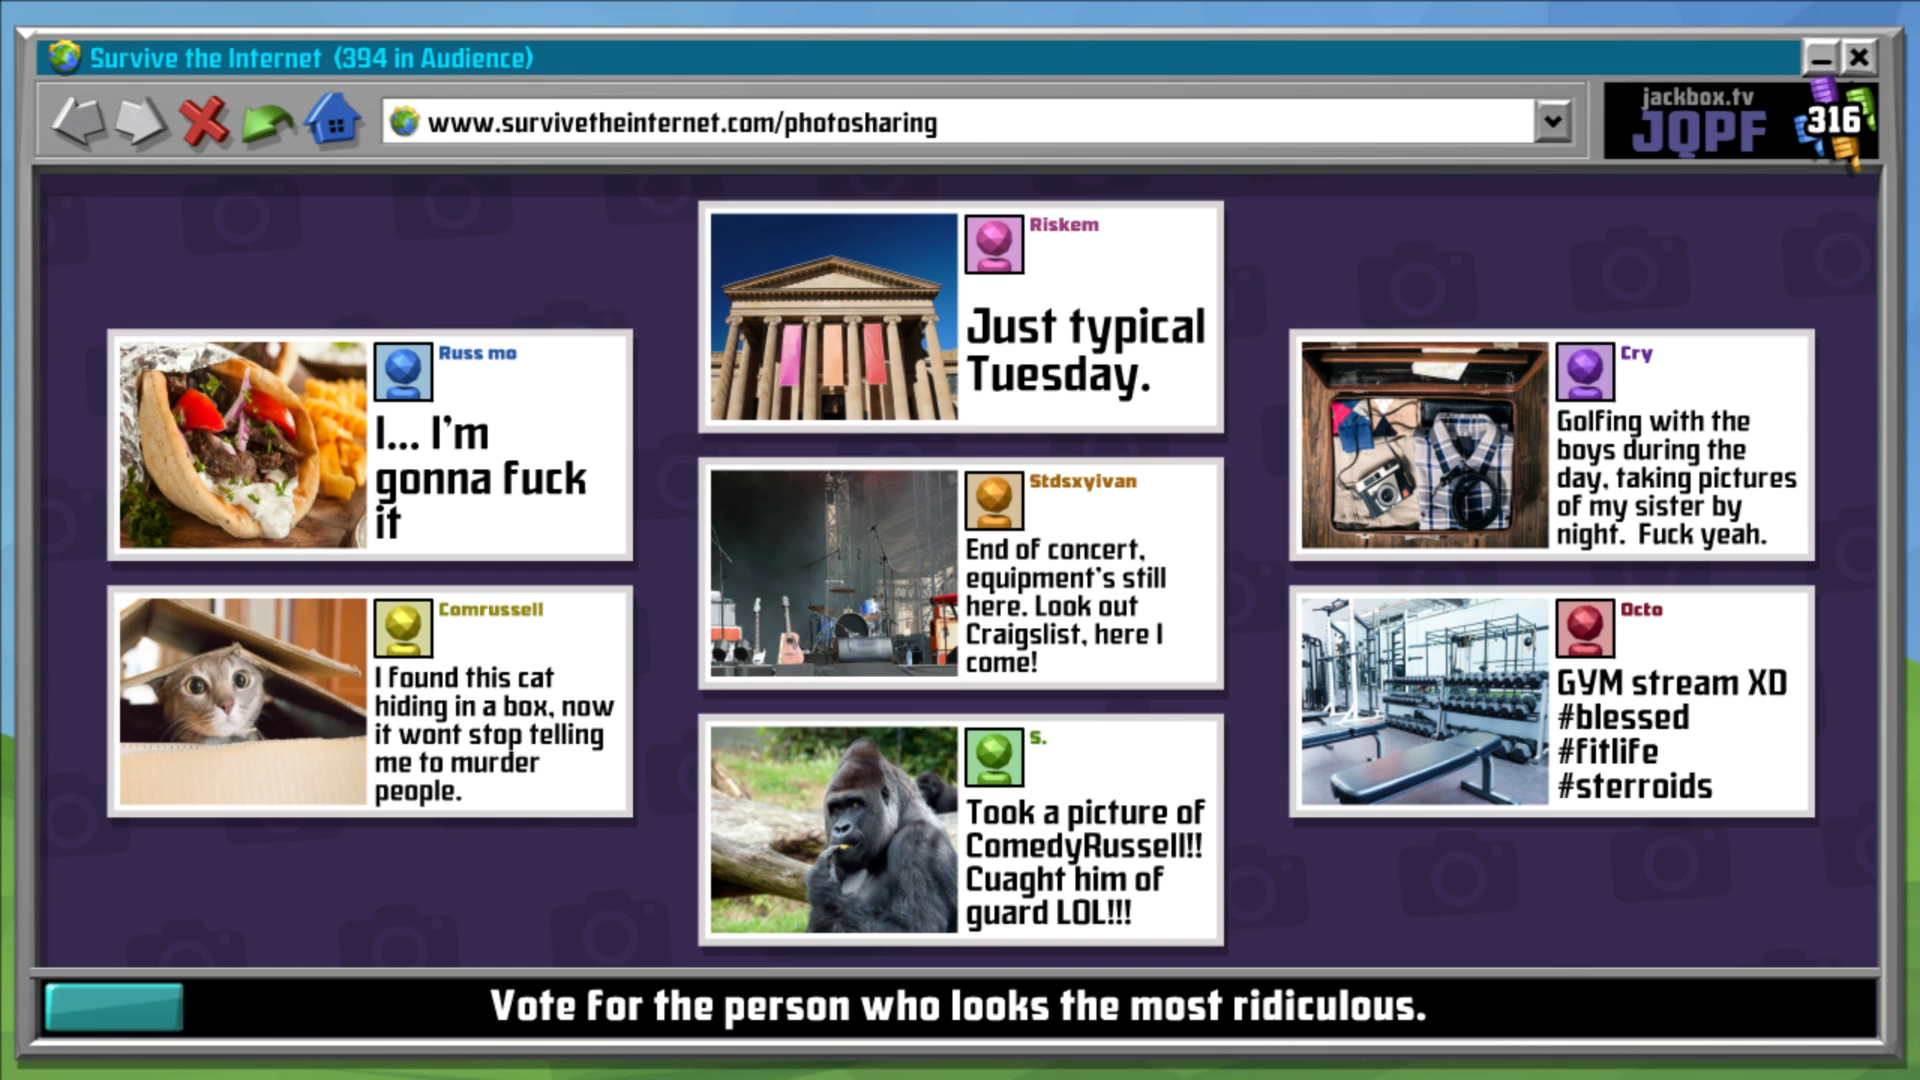 Survive the Internet (394 in Audience)
www.survivetheinternet.com/photosharing
jackbox.tv
JQPF
316
Russ mo
I... I'm
gonna fuck
it
Comrussell
I found this cat
hiding in a box, now
it wont stop telling
me to murder
people.
Riskem
Just typical
Tuesday.
Stdsxyivan
End of concert,
equipment's still
here. Look out
Craigslist, here I
come!
S.
Took a picture of
ComedyRussell!!
Cuaght him of
guard LOL!!!
Cry
Golfing with the
boys during the
day, taking pictures
of my sister by
night. Fuck yeah.
Octo
GYM stream XD
#blessed
#fitlife
#sterroids
Vote for the person who looks the most ridiculous.